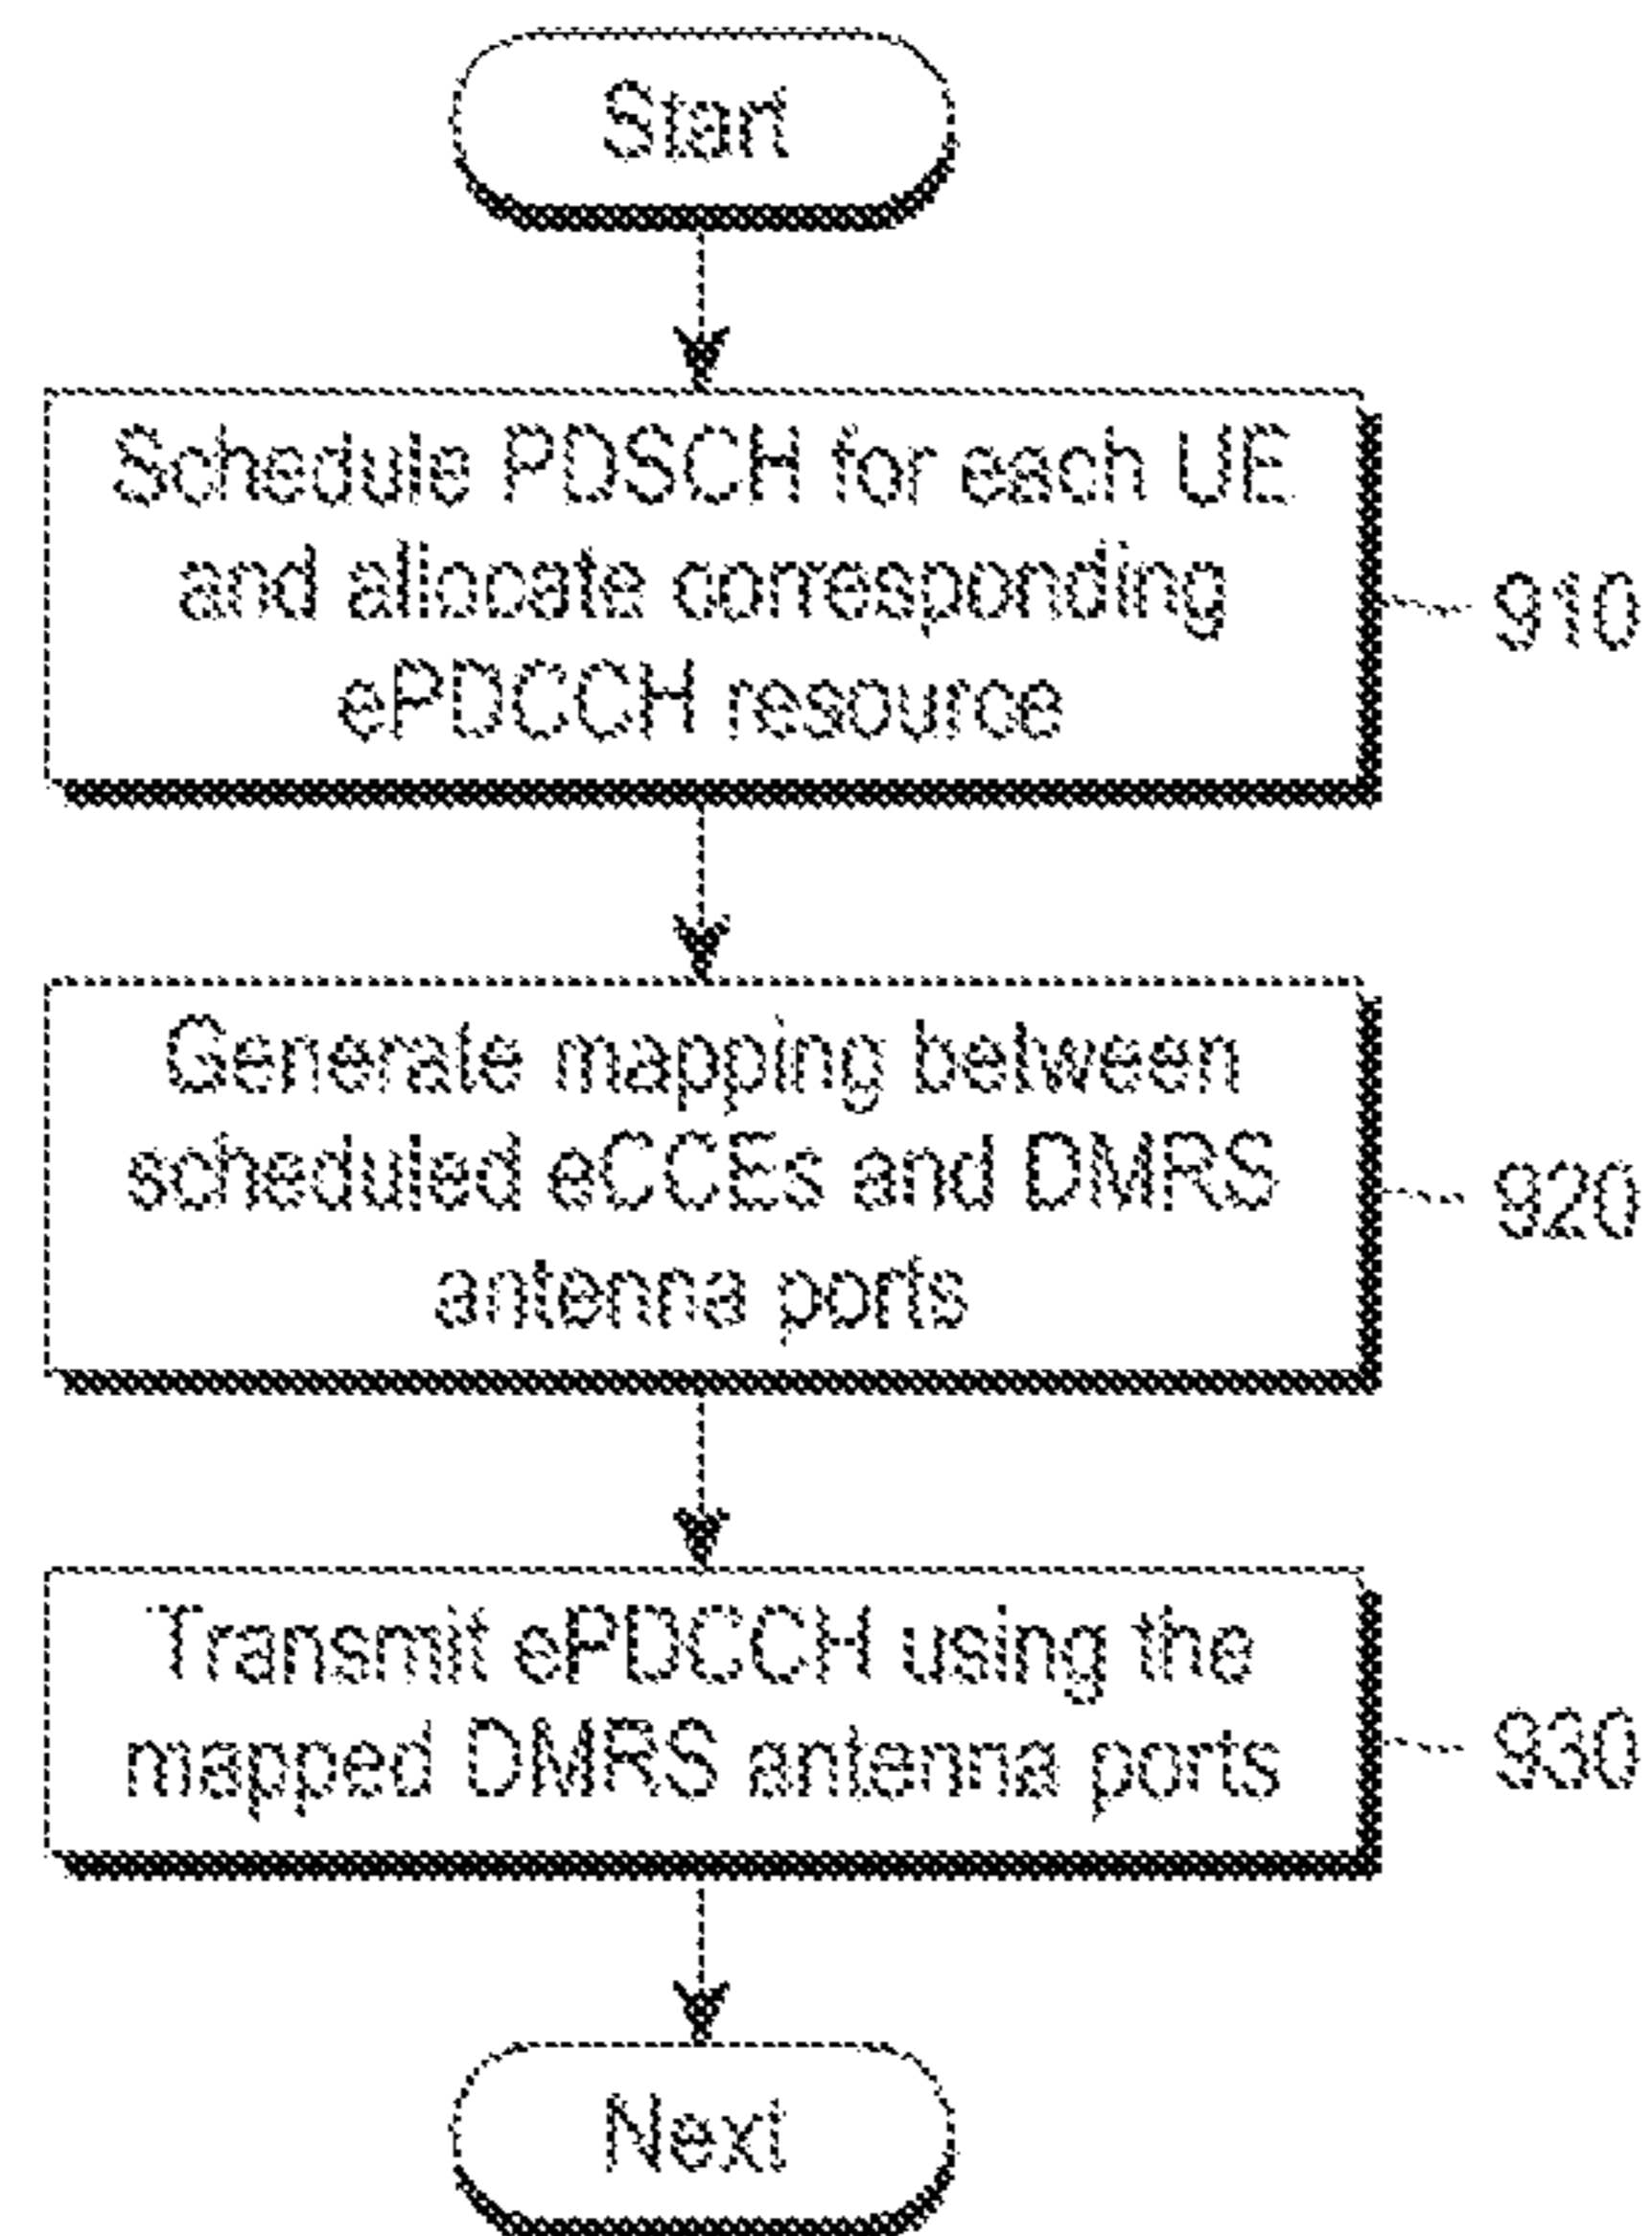 Start
Schedule PDSCH for each UE
and allocate corresponding
ePDCCH resource
910
Generate mapping between
scheduled eCCEs and DMRS
antenna ports
920
Transmit ePDCCH using the
mapped DMRS antenna ports
930
Next